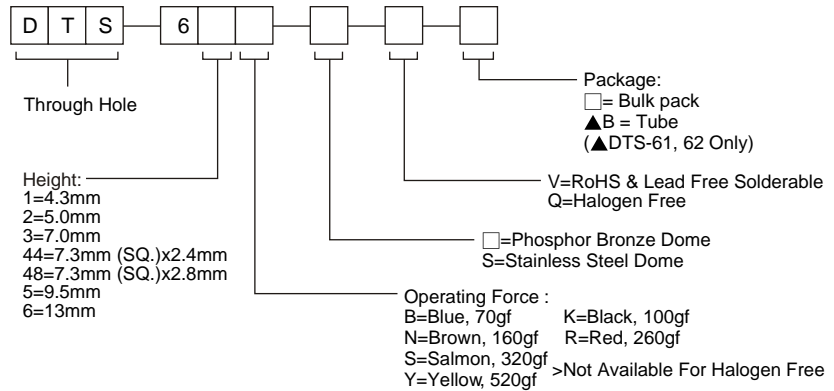 D T S 6
Through Hole
Package:
□= Bulk pack
▲B = Tube
(▲DTS-61, 62 Only)
Height:
1=4.3mm
2=5.0mm
3=7.0mm
44=7.3mm (SQ.)x2.4mm
48=7.3mm (SQ.)x2.8mm
5=9.5mm
6=13mm
V=RoHS & Lead Free Solderable
Q=Halogen Free
□=Phosphor Bronze Dome
S=Stainless Steel Dome
Operating Force :
B=Blue, 70gf K=Black, 100gf
N=Brown, 160gf R=Red, 260gf
S=Salmon, 320gf
Y=Yellow, 520gf >Not Available For Halogen Free